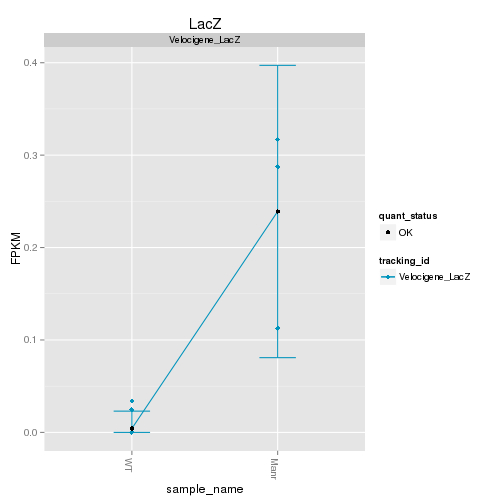 LacZ
Velocigene_LacZ
0.4
0.3
0.2
0.1
0.0
FPKM
WT
Manr
sample_name
quant_status
OK
tracking_id
Velocigene_LacZ